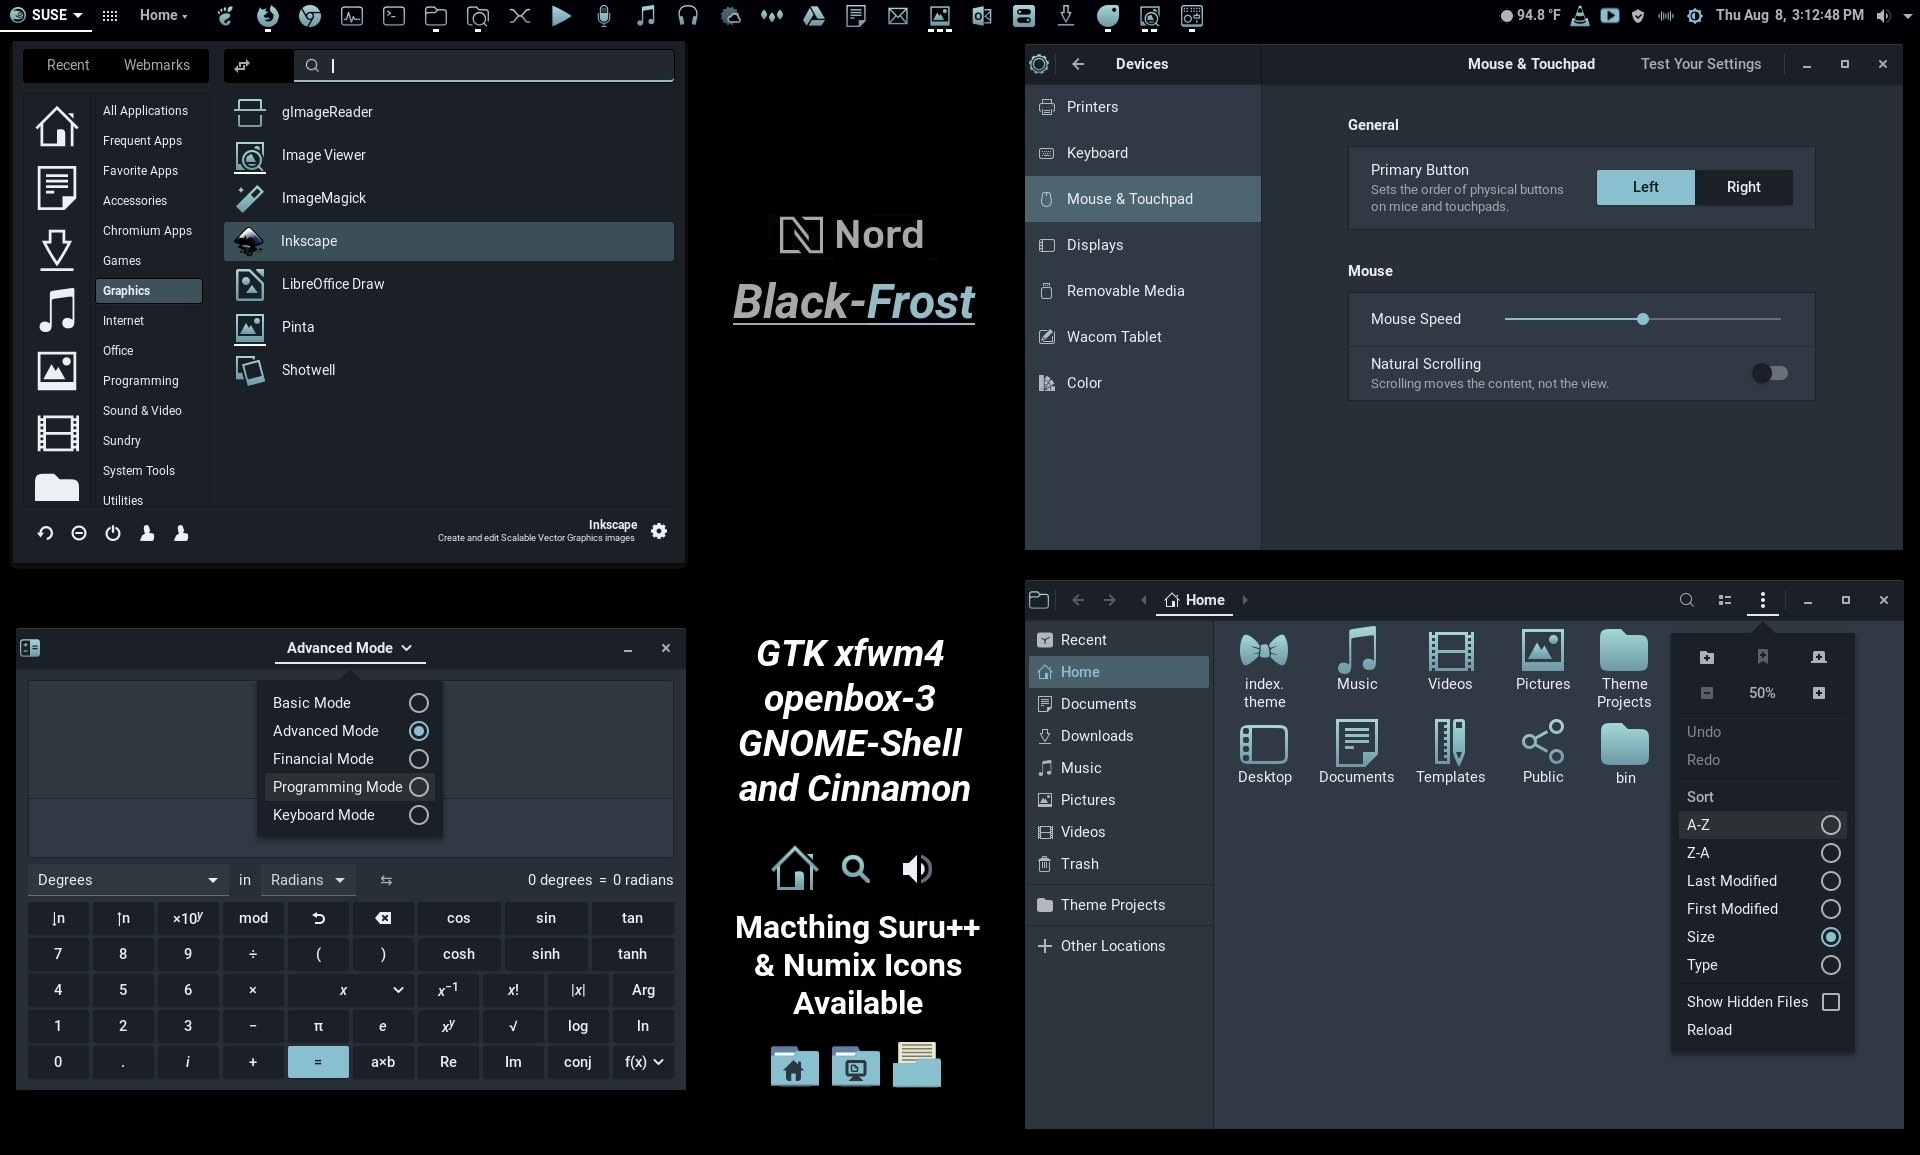 SUSE
Home
94.8 °F
Thu Aug 8, 3:12:48 PM
Recent
Webmarks
All Applications
Frequent Apps
Favorite Apps
Accessories
Chromium Apps
Games
Graphics
Internet
Office
Programming
Sound & Video
Sundry
System Tools
Utilities
gImageReader
Image Viewer
ImageMagick
Inkscape
LibreOffice Draw
Pinta
Shotwell
Inkscape
Create and edit Scalable Vector Graphics images
Nord
Black-Frost
Devices
Mouse & Touchpad
Test Your Settings
Printers
Keyboard
Mouse & Touchpad
Displays
Removable Media
Wacom Tablet
Color
General
Primary Button
Sets the order of physical buttons
on mice and touchpads.
Left
Right
Mouse
Mouse Speed
Natural Scrolling
Scrolling moves the content, not the view.
Advanced Mode
Basic Mode
Advanced Mode
Financial Mode
Programming Mode
Keyboard Mode
Degrees in Radians
0 degrees = 0 radians
↓n ↑n ×10ʸ mod cos sin tan
7 8 9 ÷ ( ) cosh sinh tanh
4 5 6 × x x⁻¹ x! |x| Arg
1 2 3 − π e xʸ √ log ln
0 . i + = a×b Re Im conj f(x)
GTK xfwm4
openbox-3
GNOME-Shell
and Cinnamon
Macthing Suru++
& Numix Icons
Available
Home
Recent
Home
Documents
Downloads
Music
Pictures
Videos
Trash
Theme Projects
Other Locations
index.
theme
Music
Videos
Pictures
Theme
Projects
Desktop
Documents
Templates
Public
bin
50%
Undo
Redo
Sort
A-Z
Z-A
Last Modified
First Modified
Size
Type
Show Hidden Files
Reload